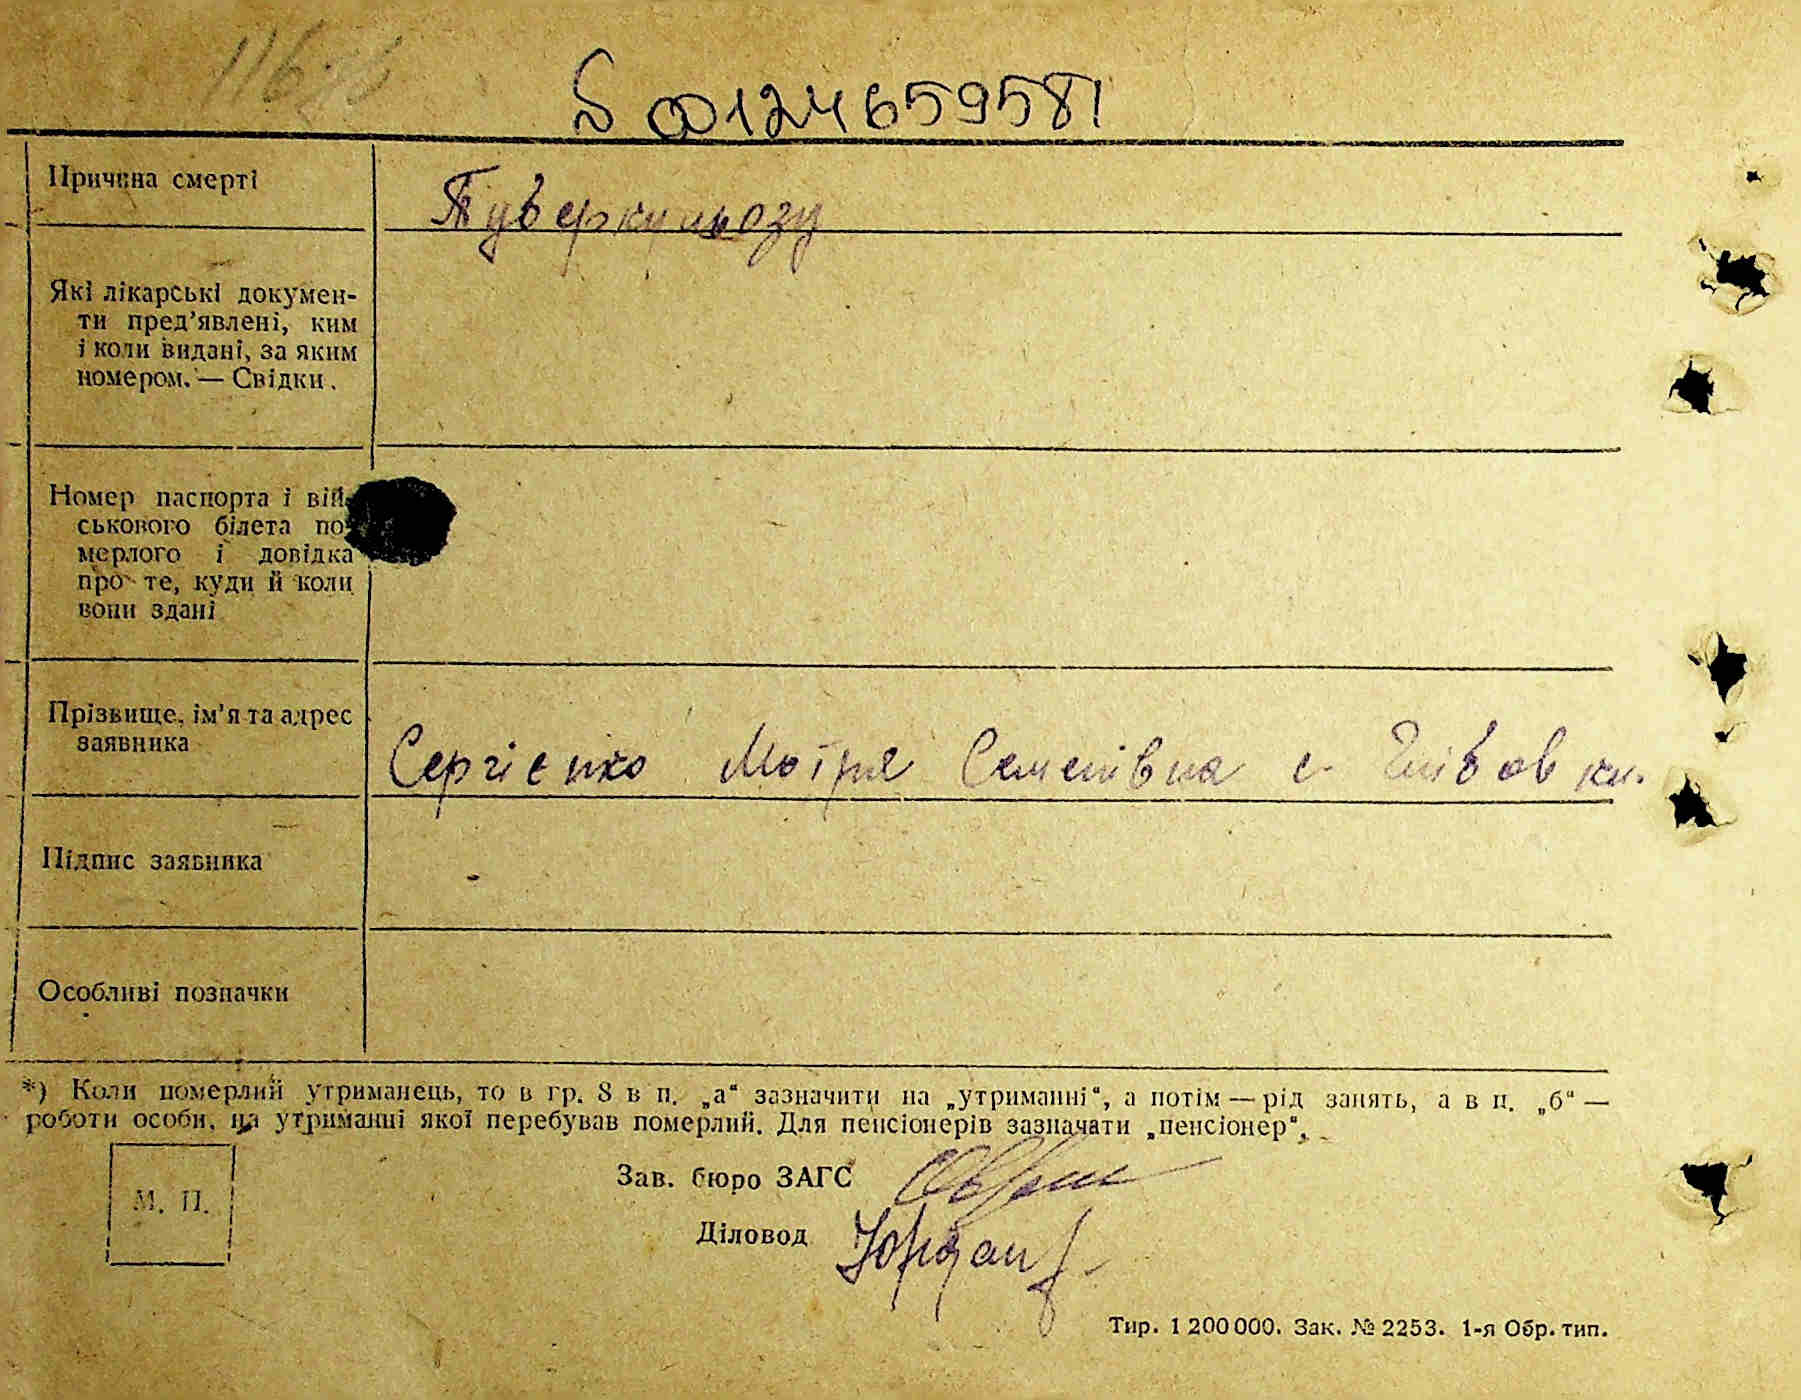 S 00124659581
Причина смерті
Туберкульозу
Які лікарські докумен-
ти пред’явлені, ким
і коли видані, за яким
номером. — Свідки.
Номер паспорта і вій-
ськового білета по-
мерлого і довідка
про те, куди й коли
вони здані
Прізвище, ім’я та адрес
заявника
Сергієнко Мотря Семенівна с.
Підпис заявника
Особливі позначки
*) Коли померлий утриманець, то в гр. 8 в п. „а“ зазначити на „утриманні“, а потім — рід занять, а в п. „б“ —
роботи особи, на утриманні якої перебував померлий. Для пенсіонерів зазначати „пенсіонер“.
Зав. бюро ЗАГС
М. П.
Діловод
Тир. 1 200 000. Зак. № 2253. 1-я Обр. тип.